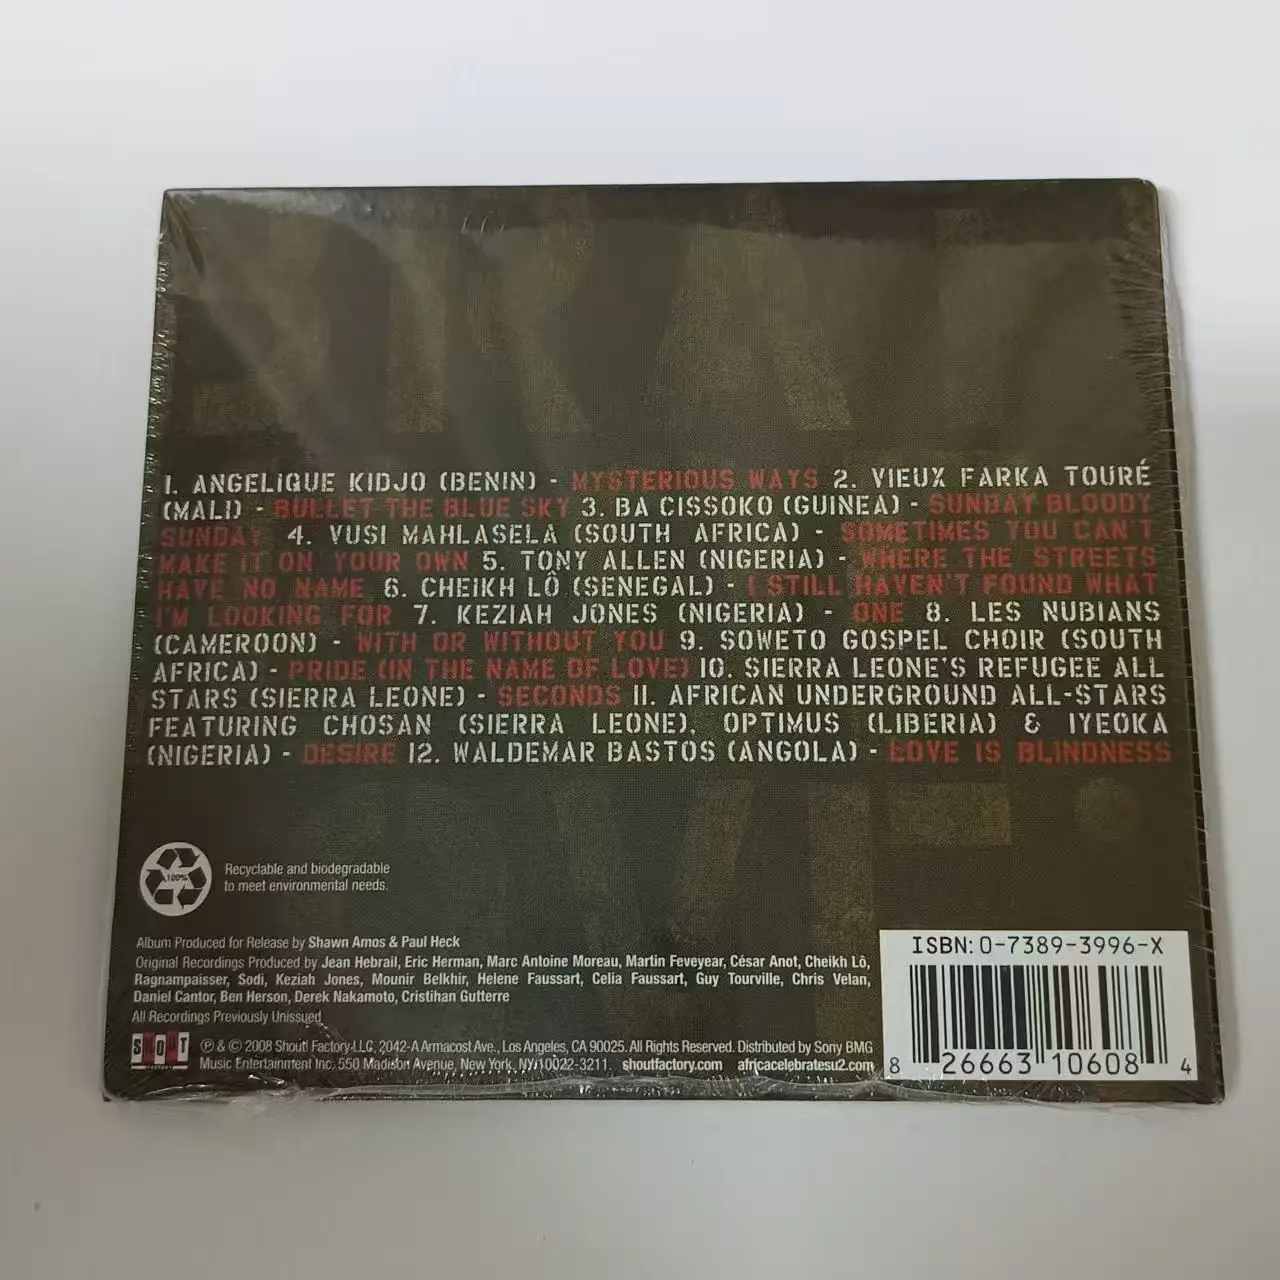 1. ANGELIQUE KIDJO (BENIN) - MYSTERIOUS WAYS 2. VIEUX FARKA TOURÉ
(MALI) - BULLET THE BLUE SKY 3. BA CISSOKO (GUINEA) - SUNDAY BLOODY
SUNDAY 4. VUSI MAHLASELA (SOUTH AFRICA) - SOMETIMES YOU CAN'T
MAKE IT ON YOUR OWN 5. TONY ALLEN (NIGERIA) - WHERE THE STREETS
HAVE NO NAME 6. CHEIKH LÔ (SENEGAL) - I STILL HAVEN'T FOUND WHAT
I'M LOOKING FOR 7. KEZIAH JONES (NIGERIA) - ONE 8. LES NUBIANS
(CAMEROON) - WITH OR WITHOUT YOU 9. SOWETO GOSPEL CHOIR (SOUTH
AFRICA) - PRIDE (IN THE NAME OF LOVE) 10. SIERRA LEONE'S REFUGEE ALL
STARS (SIERRA LEONE) - SECONDS 11. AFRICAN UNDERGROUND ALL-STARS
FEATURING CHOSAN (SIERRA LEONE), OPTIMUS (LIBERIA) & IYEOKA
(NIGERIA) - DESIRE 12. WALDEMAR BASTOS (ANGOLA) - LOVE IS BLINDNESS
100%
Recyclable and biodegradable
to meet environmental needs.
Album Produced for Release by Shawn Amos & Paul Heck
Original Recordings Produced by Jean Hebrail, Eric Herman, Marc Antoine Moreau, Martin Feveyear, César Anot, Cheikh Lô,
Ragnampaisser, Sodi, Keziah Jones, Mounir Belkhir, Helene Faussart, Celia Faussart, Guy Tourville, Chris Velan,
Daniel Cantor, Ben Herson, Derek Nakamoto, Cristihan Gutterre
All Recordings Previously Unissued
SHOUT
℗ & © 2008 Shout! Factory LLC, 2042-A Armacost Ave., Los Angeles, CA 90025. All Rights Reserved. Distributed by Sony BMG
Music Entertainment Inc. 550 Madison Avenue, New York, NY 10022-3211. shoutfactory.com africacelebratesu2.com
ISBN: 0-7389-3996-X
8 26663 10608 4